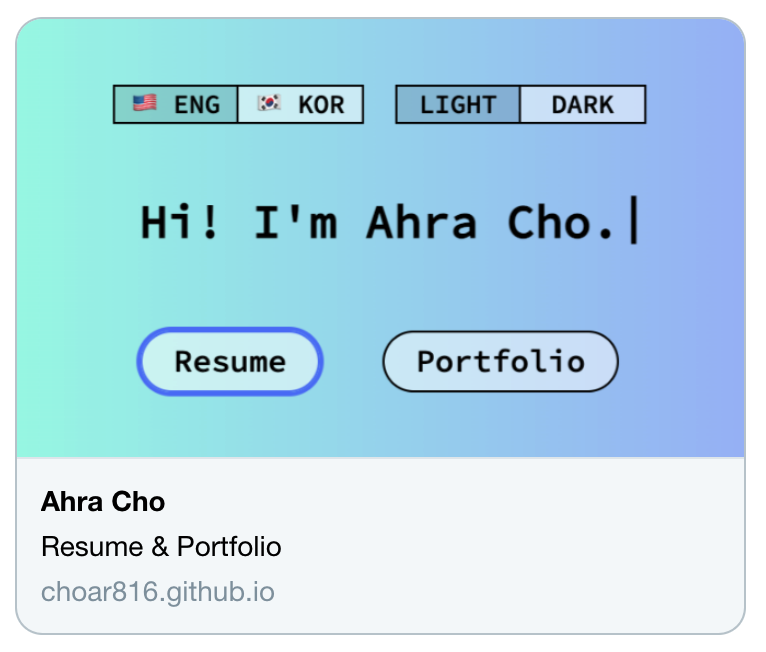 🇺🇸 ENG 🇰🇷 KOR LIGHT DARK
Hi! I'm Ahra Cho.|
Resume Portfolio
Ahra Cho
Resume & Portfolio
choar816.github.io